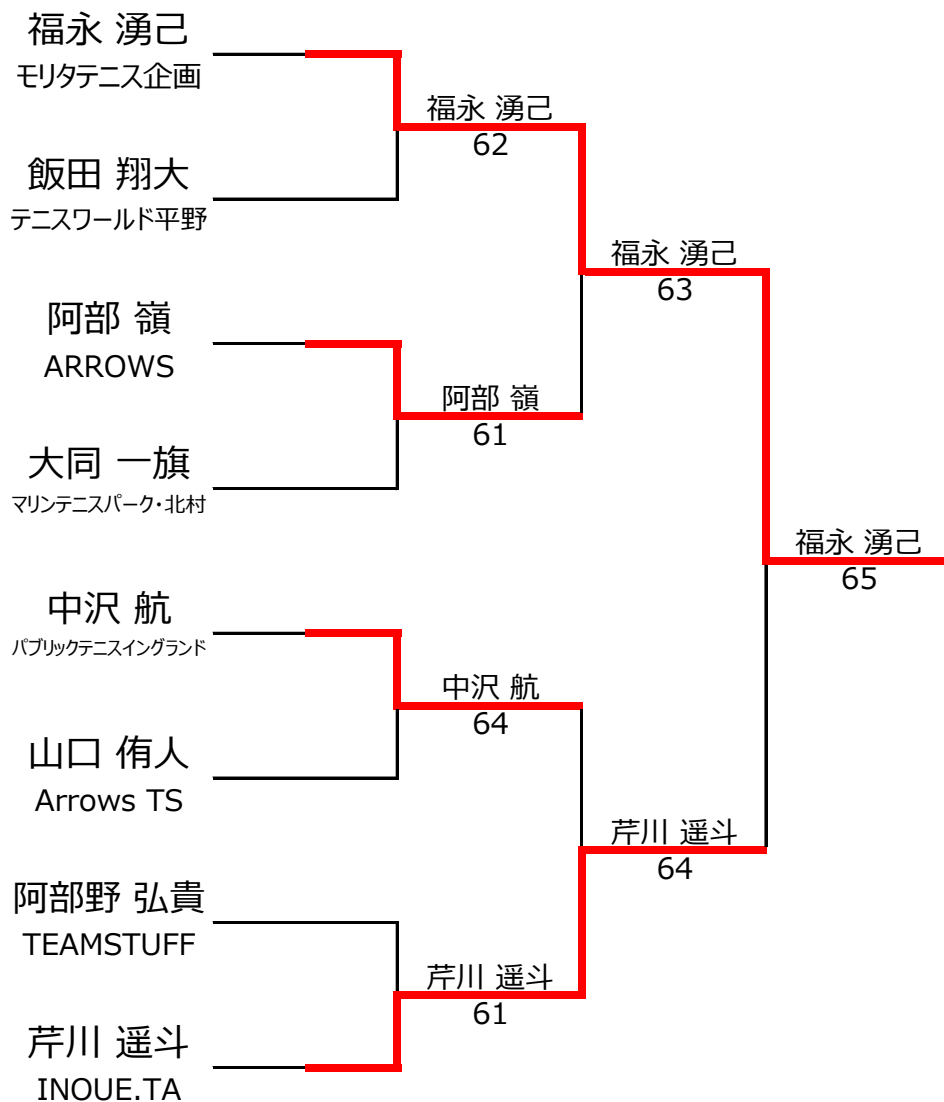 福永 湧己
モリタテニス企画
福永 湧己
62
飯田 翔大
テニスワールド平野
福永 湧己
63
阿部 嶺
ARROWS
阿部 嶺
61
大同 一旗
マリンテニスパーク・北村
福永 湧己
65
中沢 航
パブリックテニスイングランド
中沢 航
64
山口 侑人
Arrows TS
芹川 遥斗
64
阿部野 弘貴
TEAMSTUFF
芹川 遥斗
61
芹川 遥斗
INOUE.TA